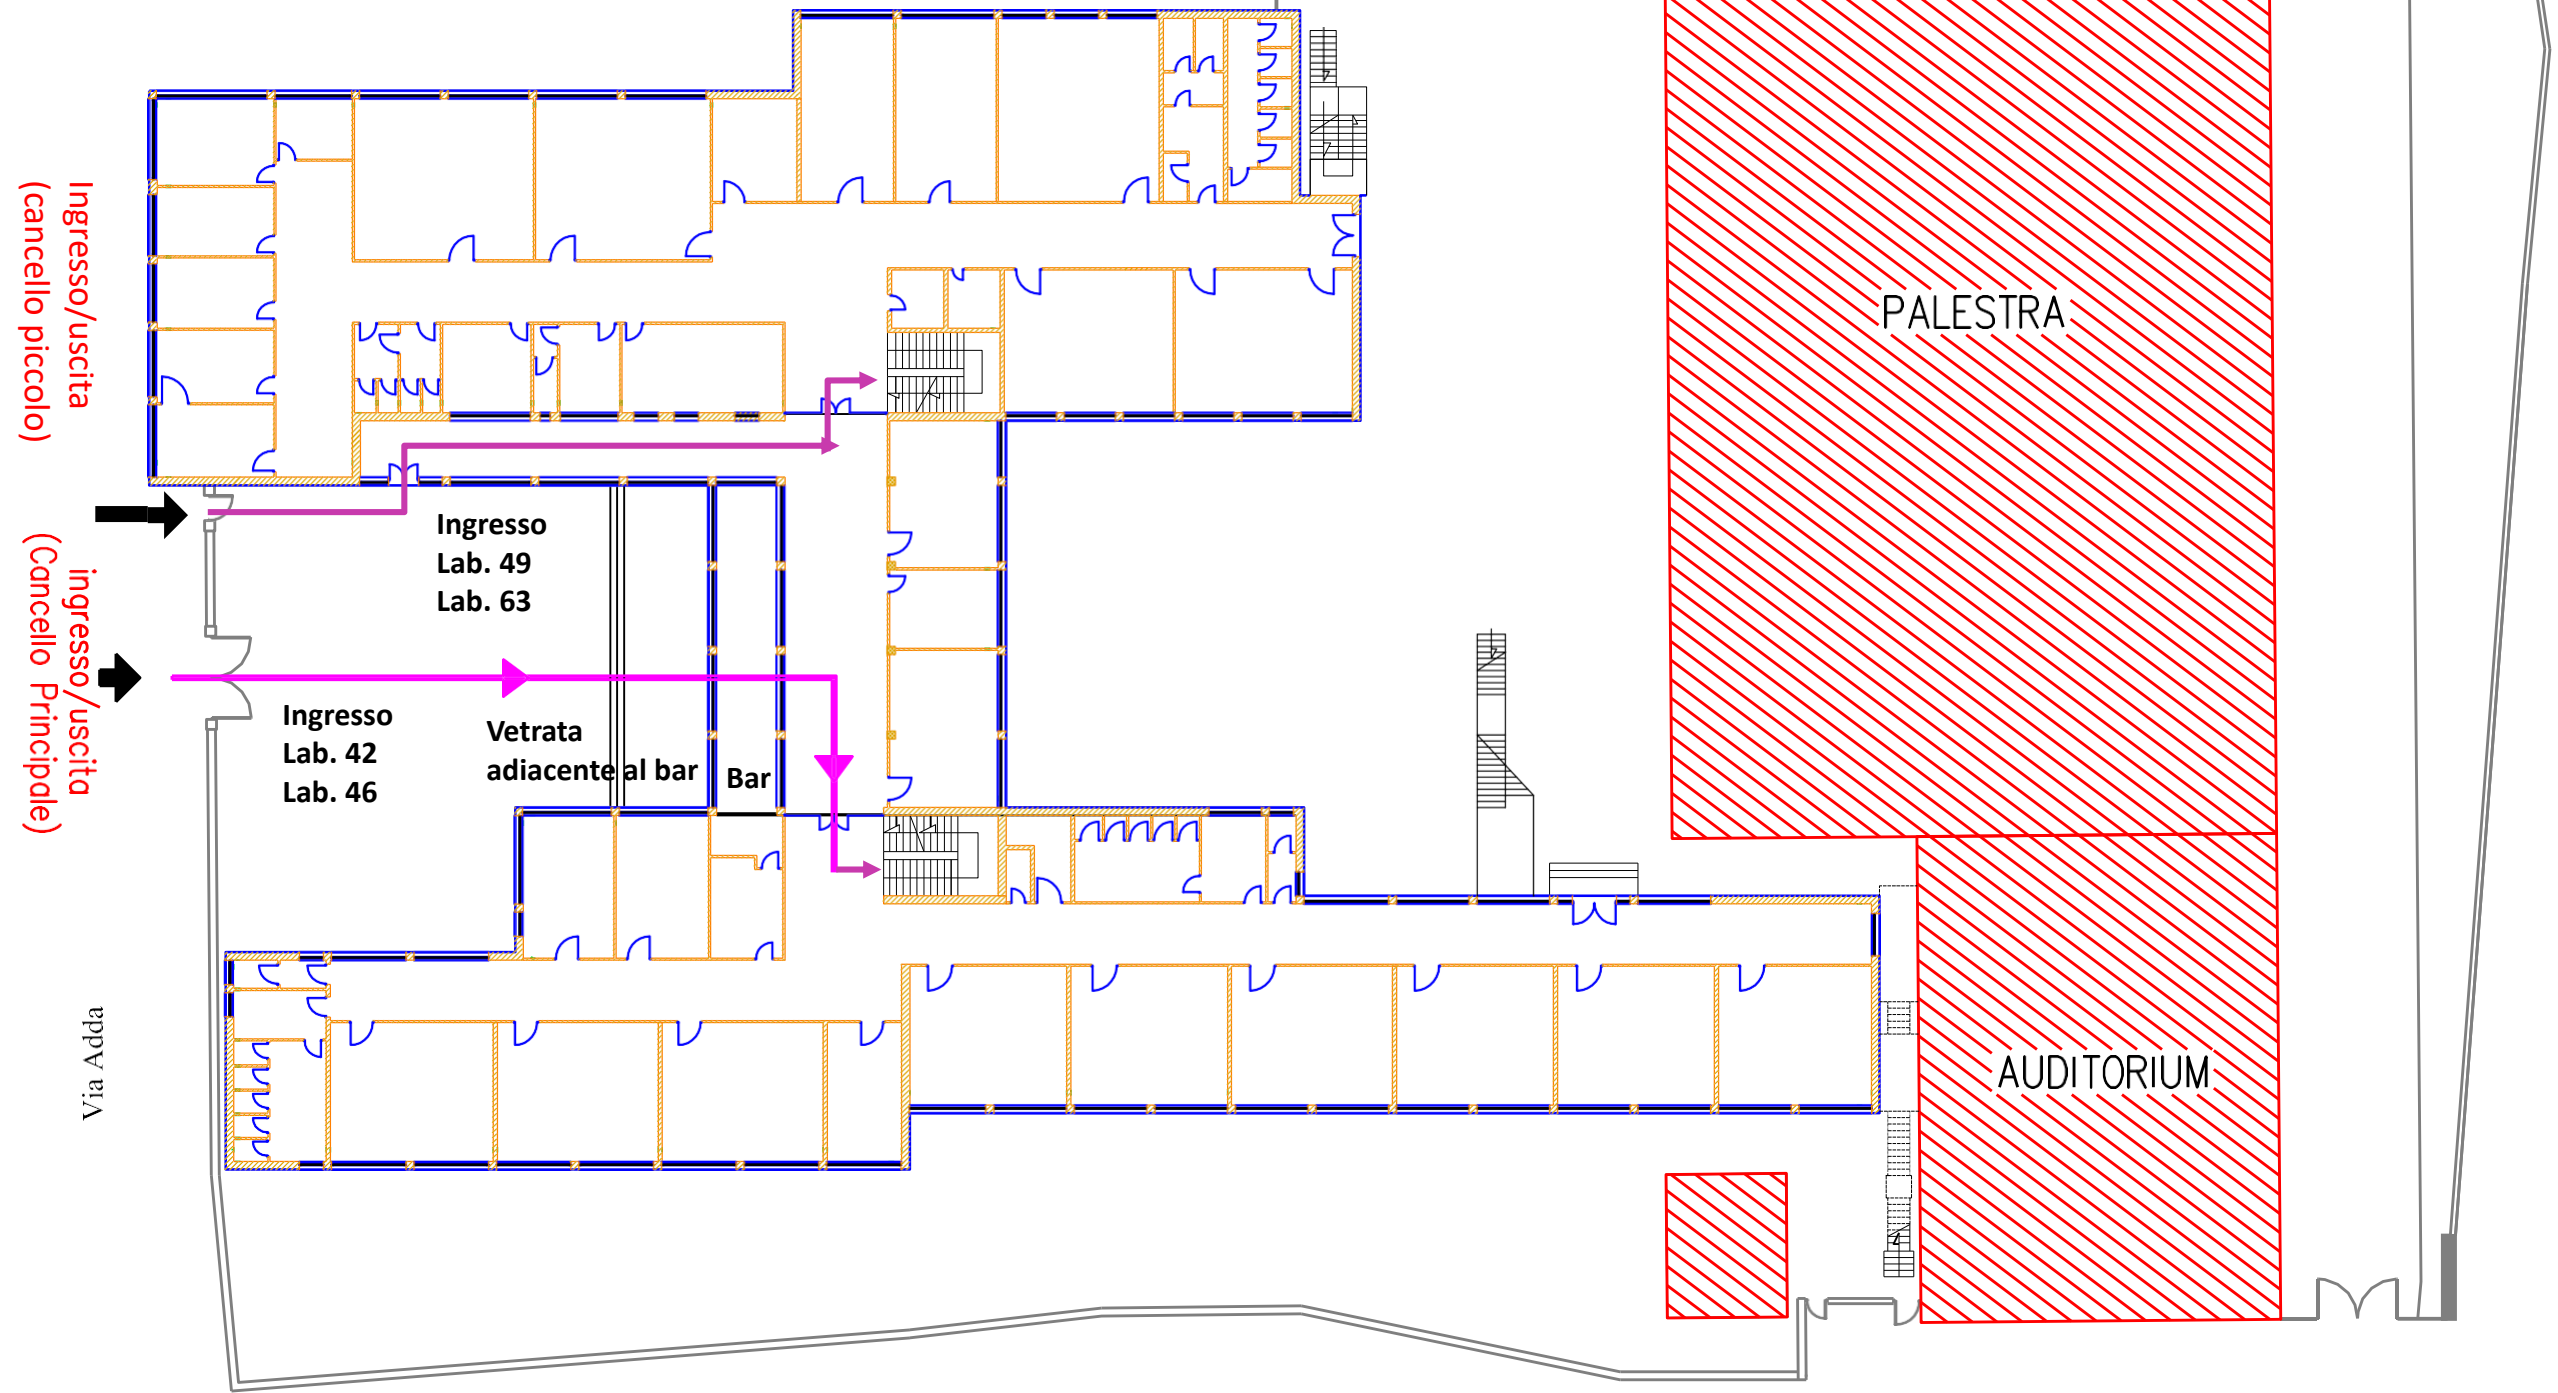 Ingresso/uscita
(cancello piccolo)
PALESTRA
Ingresso
Lab. 49
Lab. 63
ingresso/uscita
(Cancello Principale)
Ingresso
Lab. 42
Lab. 46
Vetrata
adiacente al bar
Bar
Via Adda
AUDITORIUM